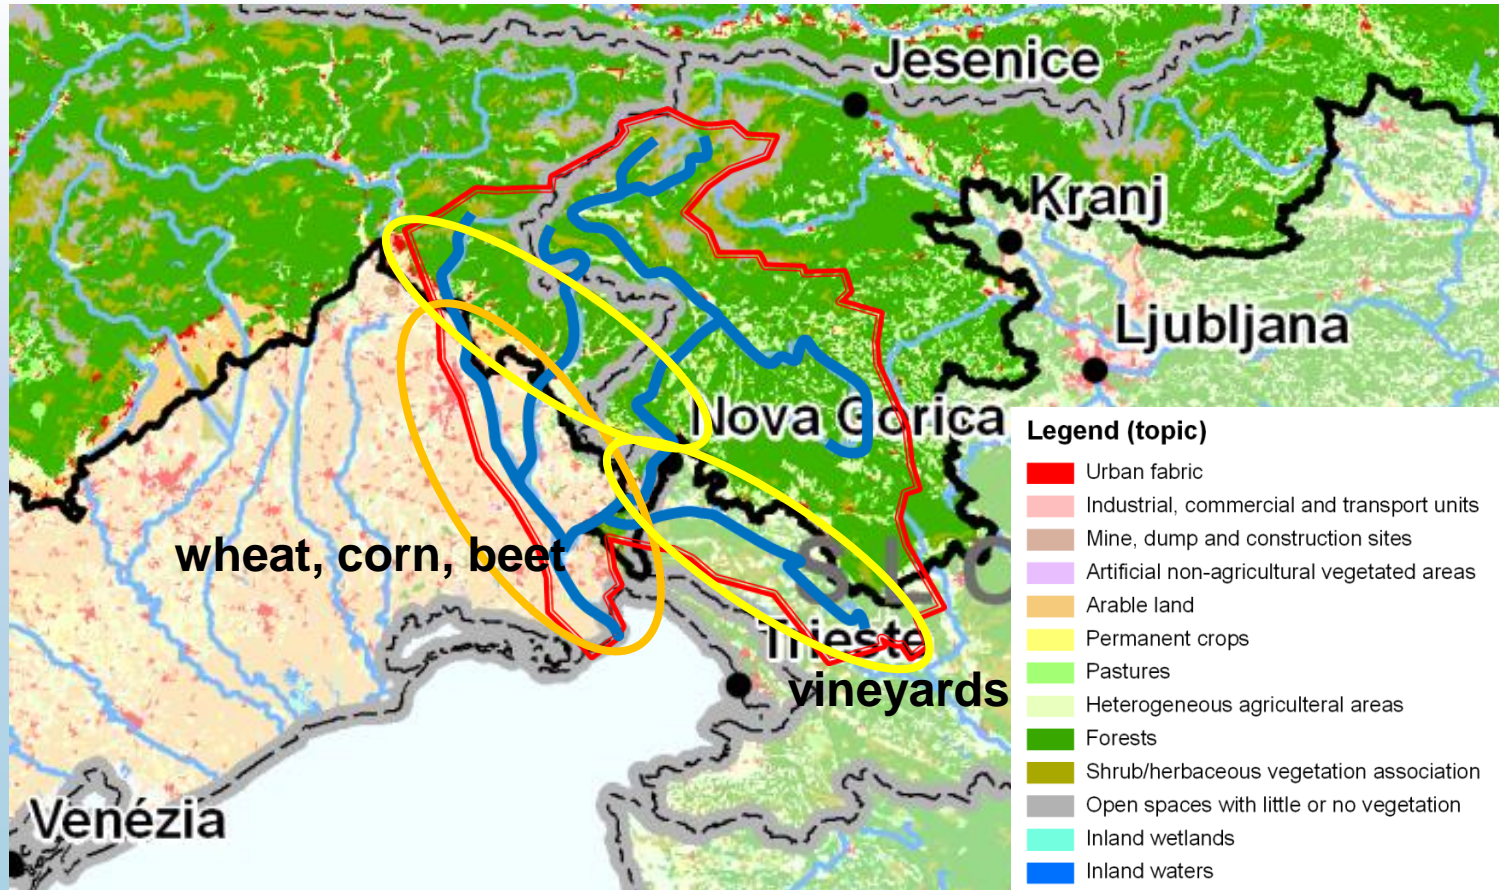 Jesenice
Kranj
Ljubljana
Nova Gorica
SLO
wheat, corn, beet
Trieste
vineyards
Venézia
Legend (topic)
Urban fabric
Industrial, commercial and transport units
Mine, dump and construction sites
Artificial non-agricultural vegetated areas
Arable land
Permanent crops
Pastures
Heterogeneous agriculteral areas
Forests
Shrub/herbaceous vegetation association
Open spaces with little or no vegetation
Inland wetlands
Inland waters